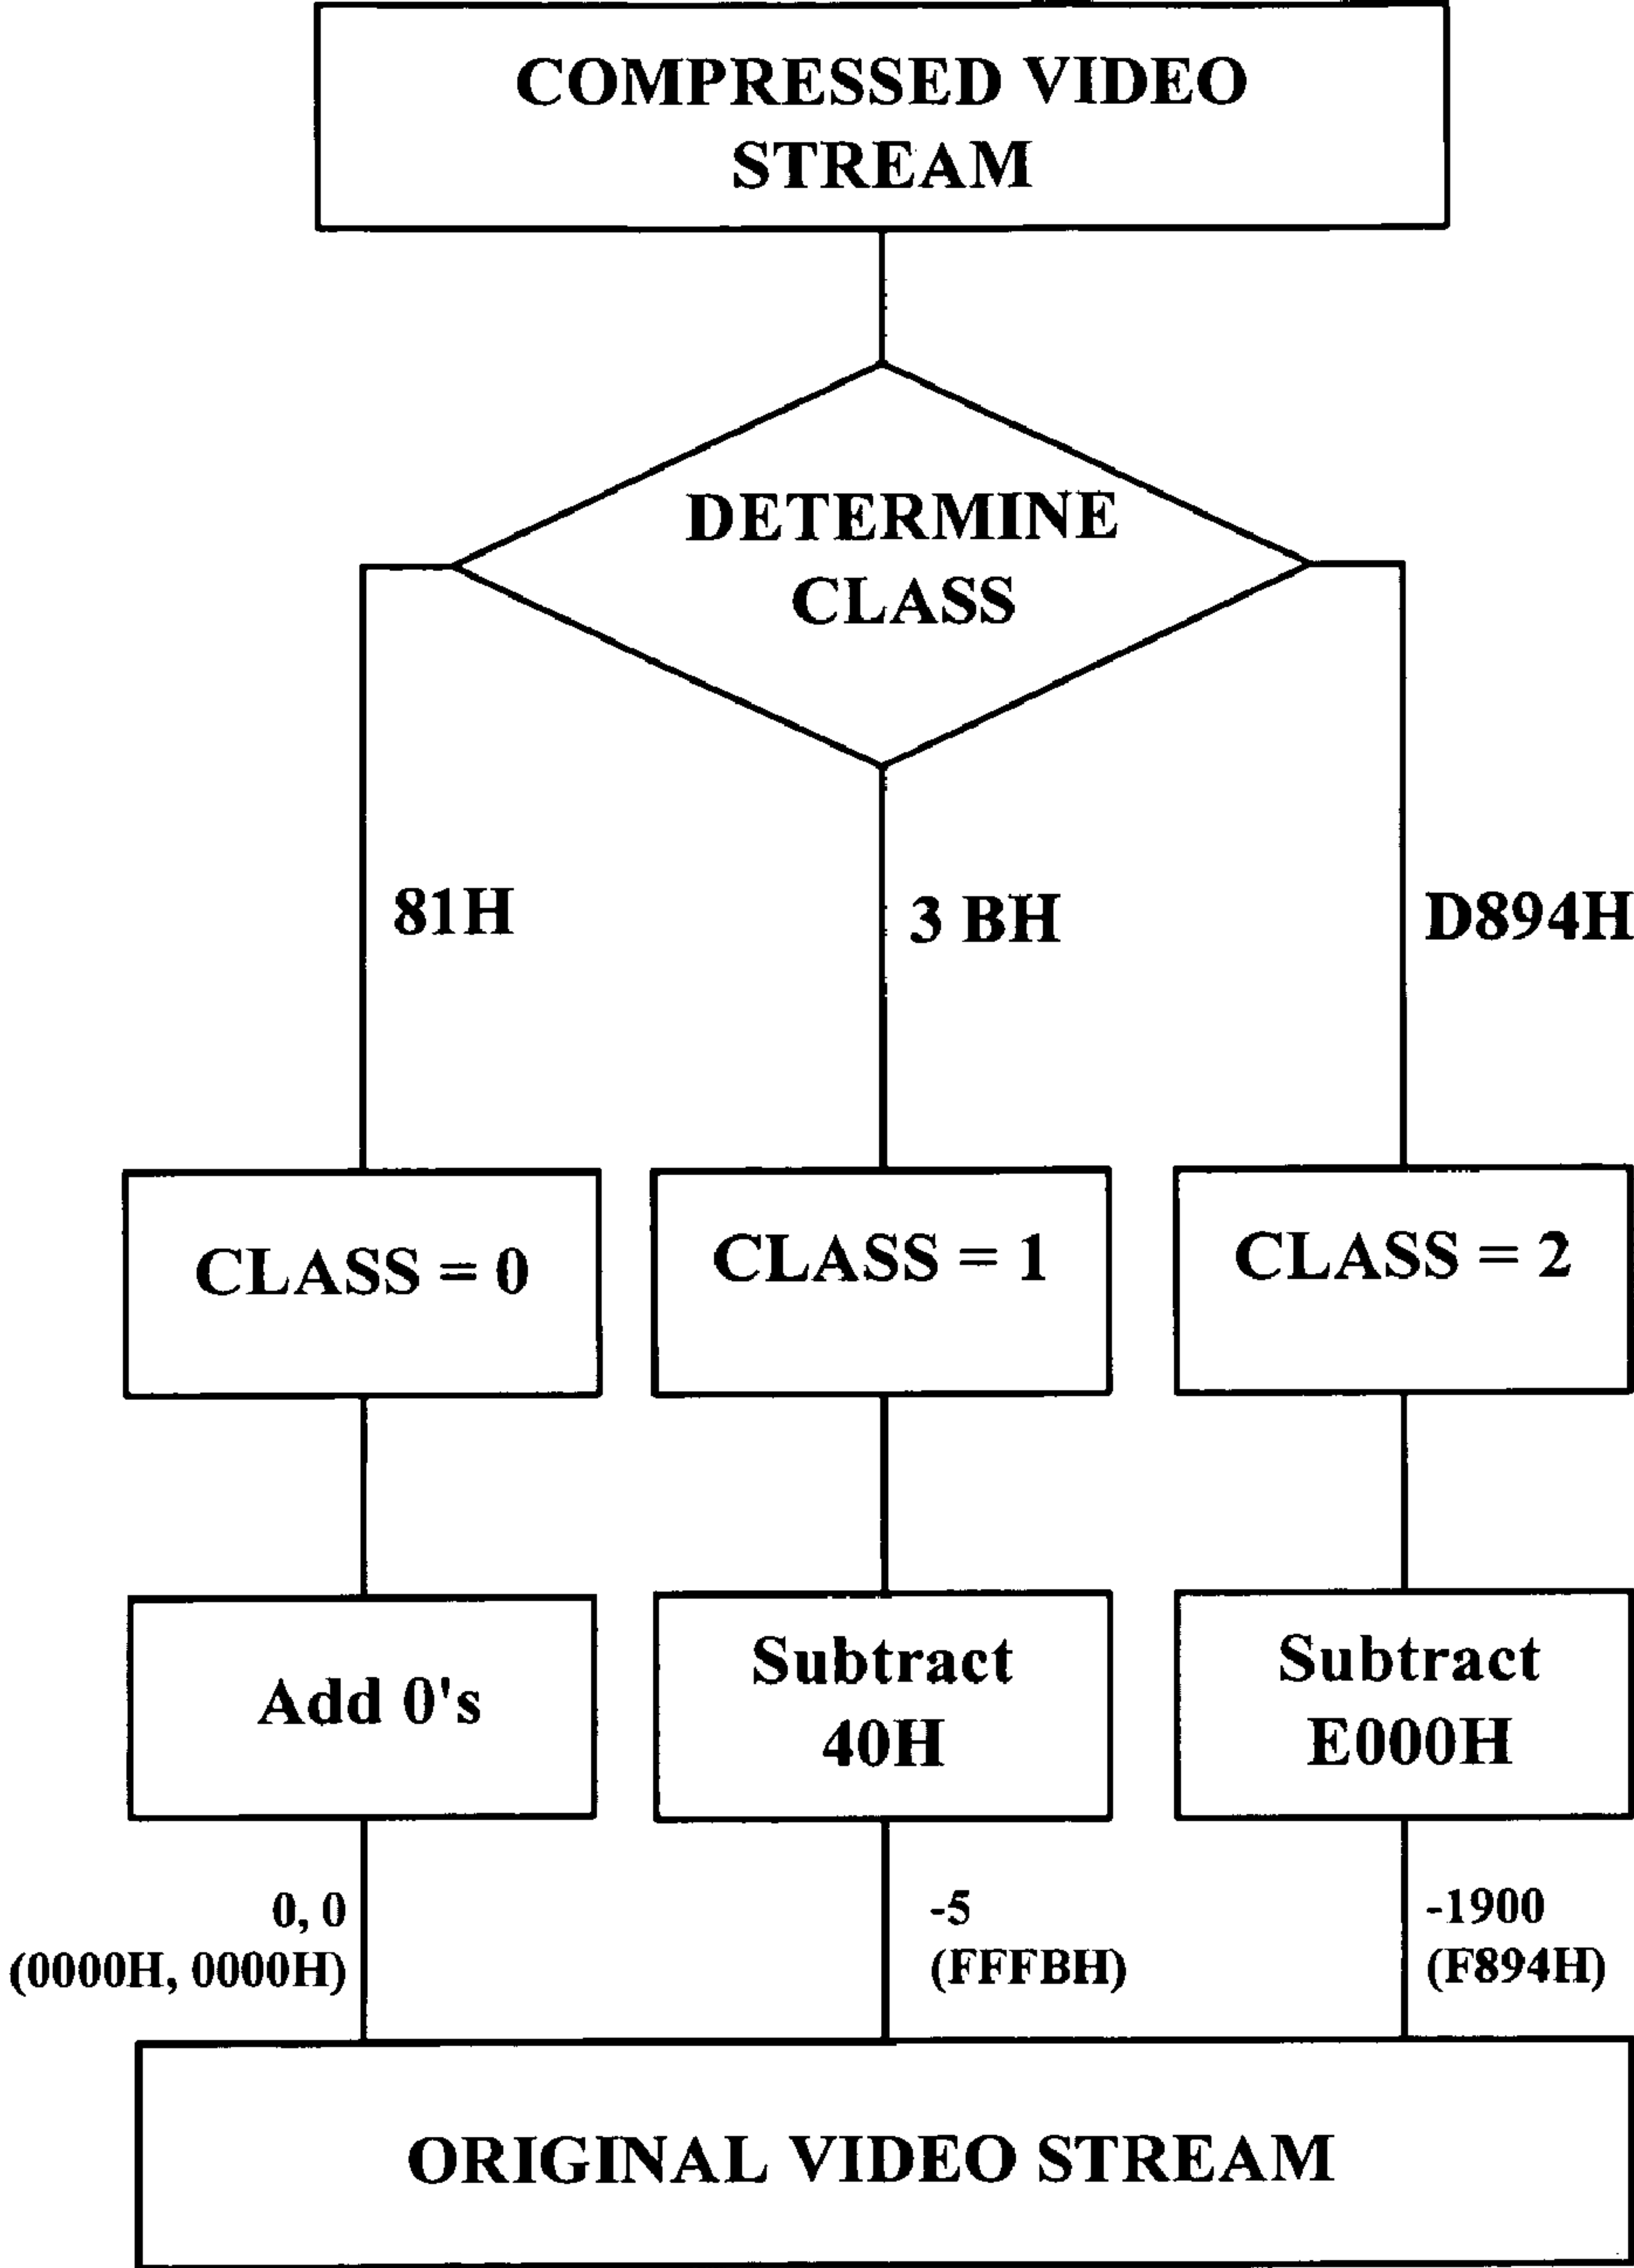 COMPRESSED VIDEO
STREAM
DETERMINE
CLASS
81H
3 BH
D894H
CLASS = 0
CLASS = 1
CLASS = 2
Add 0's
Subtract
40H
Subtract
E000H
0, 0
(0000H, 0000H)
-5
(FFFBH)
-1900
(F894H)
ORIGINAL VIDEO STREAM